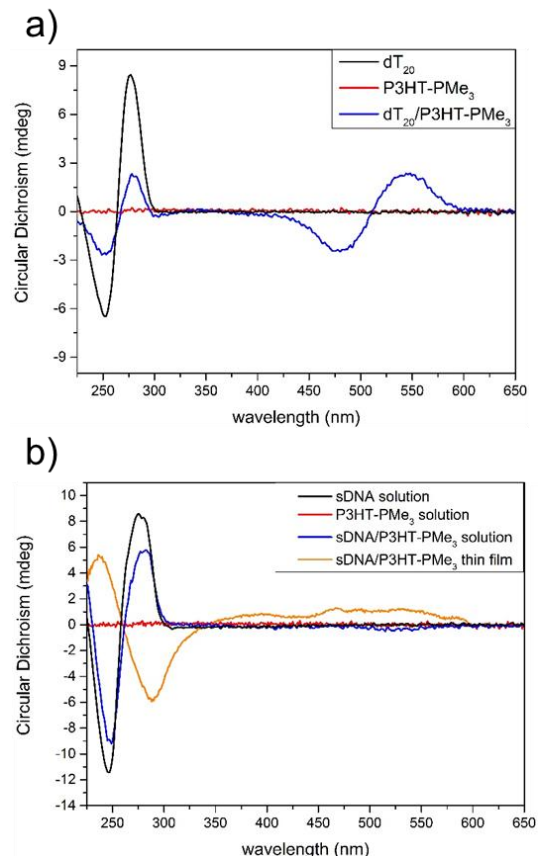 a)
dT₂₀
P3HT-PMe₃
dT₂₀/P3HT-PMe₃
Circular Dichroism (mdeg)
9
6
3
0
-3
-6
-9
250 300 350 400 450 500 550 600 650
wavelength (nm)
b)
sDNA solution
P3HT-PMe₃ solution
sDNA/P3HT-PMe₃ solution
sDNA/P3HT-PMe₃ thin film
Circular Dichroism (mdeg)
10
8
6
4
2
0
-2
-4
-6
-8
-10
-12
-14
250 300 350 400 450 500 550 600 650
wavelength (nm)